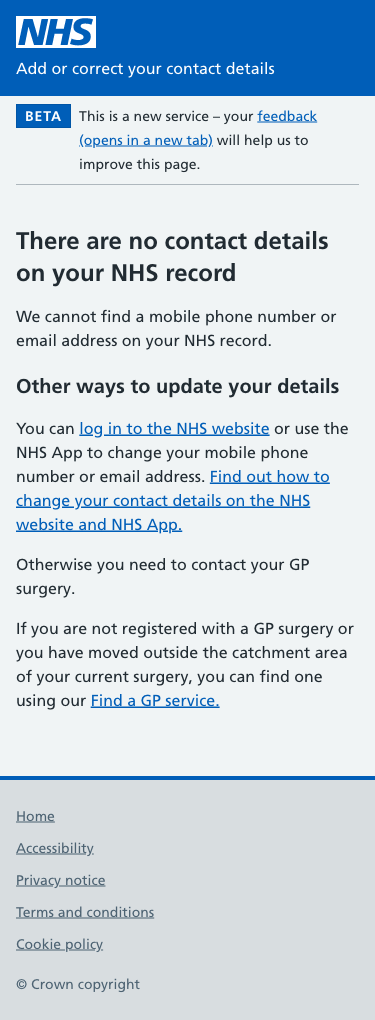 NHS
Add or correct your contact details
BETA
This is a new service – your feedback
(opens in a new tab) will help us to
improve this page.
There are no contact details
on your NHS record
We cannot find a mobile phone number or
email address on your NHS record.
Other ways to update your details
You can log in to the NHS website or use the
NHS App to change your mobile phone
number or email address. Find out how to
change your contact details on the NHS
website and NHS App.
Otherwise you need to contact your GP
surgery.
If you are not registered with a GP surgery or
you have moved outside the catchment area
of your current surgery, you can find one
using our Find a GP service.
Home
Accessibility
Privacy notice
Terms and conditions
Cookie policy
© Crown copyright